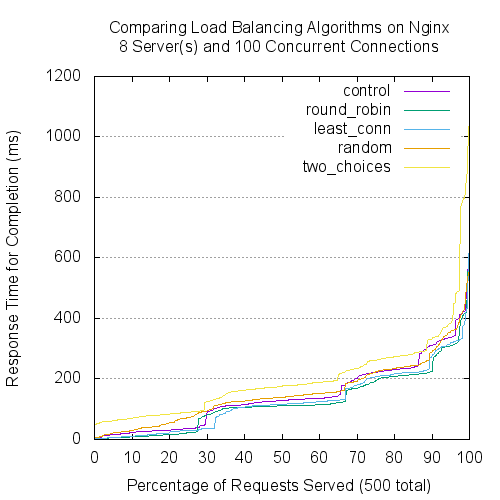 Comparing Load Balancing Algorithms on Nginx
8 Server(s) and 100 Concurrent Connections
Response Time for Completion (ms)
1200
1000
800
600
400
200
0
control
round_robin
least_conn
random
two_choices
0 10 20 30 40 50 60 70 80 90 100
Percentage of Requests Served (500 total)